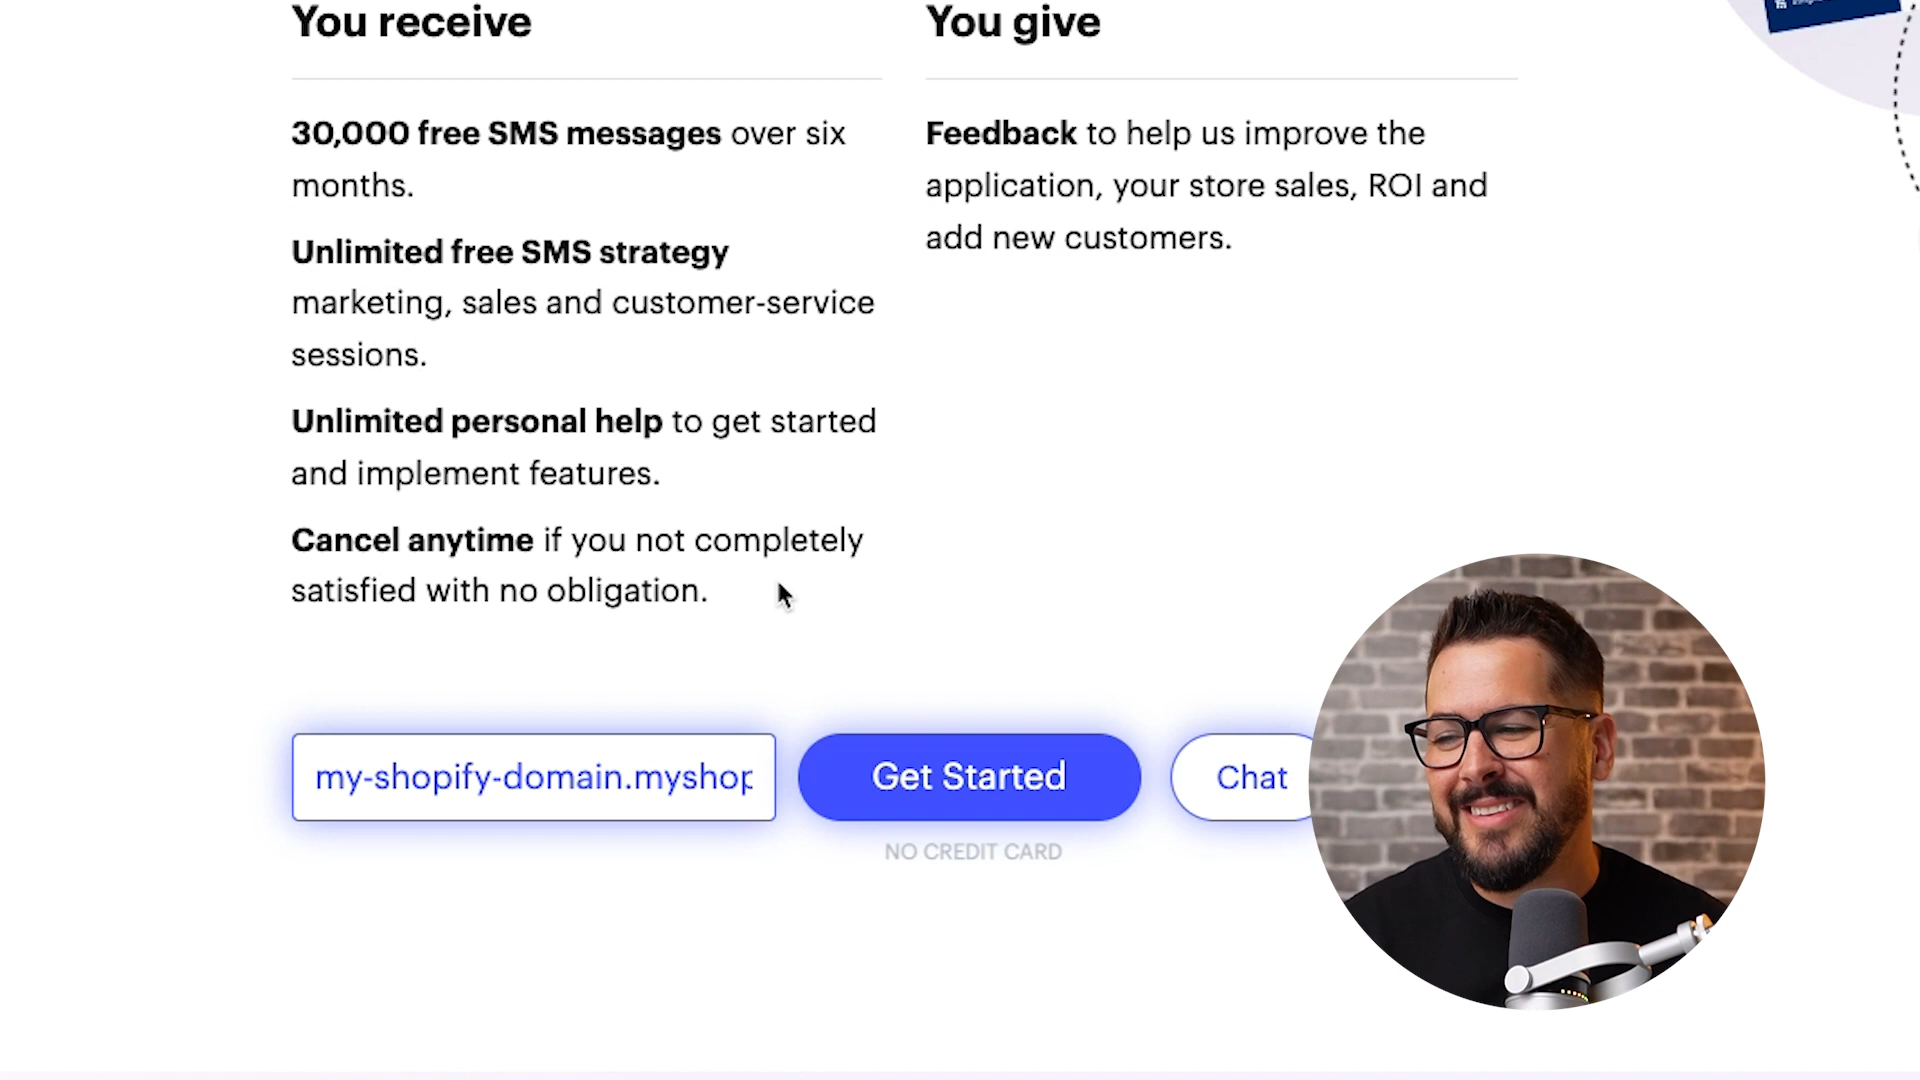 You receive
30,000 free SMS messages over six
months.
Unlimited free SMS strategy
marketing, sales and customer-service
sessions.
Unlimited personal help to get started
and implement features.
Cancel anytime if you not completely
satisfied with no obligation.
You give
Feedback to help us improve the
application, your store sales, ROI and
add new customers.
my-shopify-domain.myshop
Get Started
Chat
NO CREDIT CARD